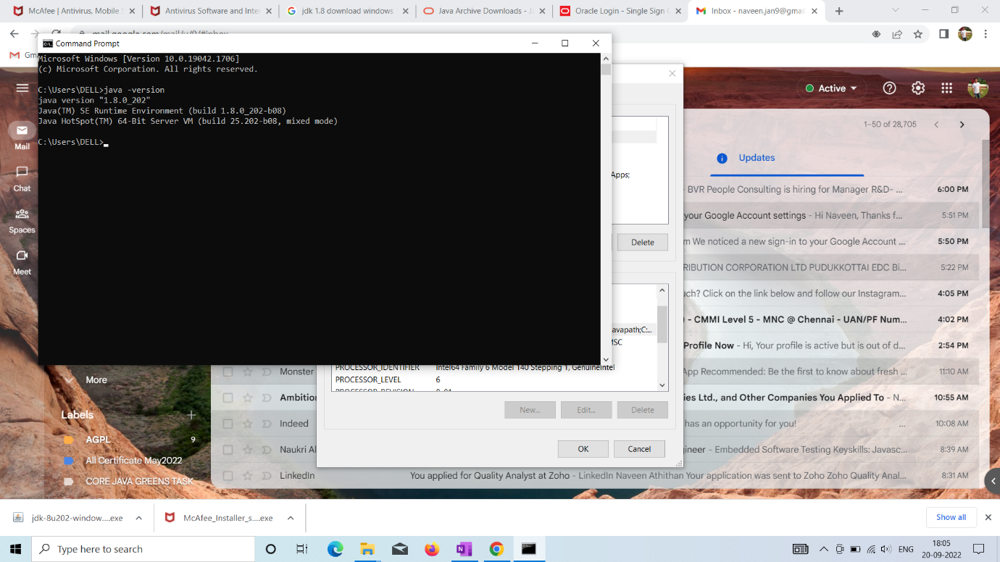 McAfee | Antivirus, Mobile S
Antivirus Software and Inter
jdk 1.8 download windows
Java Archive Downloads - Ja
Oracle Login - Single Sign O
Inbox - naveen.jan9@gmai
Command Prompt
Microsoft Windows [Version 10.0.19042.1706]
(c) Microsoft Corporation. All rights reserved.
C:\Users\DELL>java -version
java version "1.8.0_202"
Java(TM) SE Runtime Environment (build 1.8.0_202-b08)
Java HotSpot(TM) 64-Bit Server VM (build 25.202-b08, mixed mode)
C:\Users\DELL>
Gm
Active
Mail
Chat
Spaces
Meet
1–50 of 28,705
Updates
Apps;
Delete
avapath;C:...
MSC
PROCESSOR_IDENTIFIER Intel64 Family 6 Model 140 Stepping 1, GenuineIntel
PROCESSOR_LEVEL 6
New... Edit... Delete
OK Cancel
- BVR People Consulting is hiring for Manager R&D- ... 6:00 PM
your Google Account settings - Hi Naveen, Thanks f... 5:51 PM
m We noticed a new sign-in to your Google Account ... 5:50 PM
RIBUTION CORPORATION LTD PUDUKKOTTAI EDC Bi... 5:22 PM
uch? Click on the link below and follow our Instagram... 4:05 PM
- CMMI Level 5 - MNC @ Chennai - UAN/PF Num... 4:02 PM
Profile Now - Hi, Your profile is active but is out of d... 2:54 PM
Monster App Recommended: Be the first to know about fresh ... 11:10 AM
Ambition ies Ltd., and Other Companies You Applied To - N... 10:55 AM
Indeed has an opportunity for you! ... 10:08 AM
Naukri Al gineer - Embedded Software Testing Keyskills: Javasc... 8:39 AM
LinkedIn You applied for Quality Analyst at Zoho - LinkedIn Naveen Athithan Your application was sent to Zoho Zoho Quality Anal... 8:31 AM
More
Labels
AGPL 9
All Certificate May2022
CORE JAVA GREENS TASK
jdk-8u202-window....exe
McAfee_Installer_s....exe
Show all
Type here to search
ENG
18:05
20-09-2022